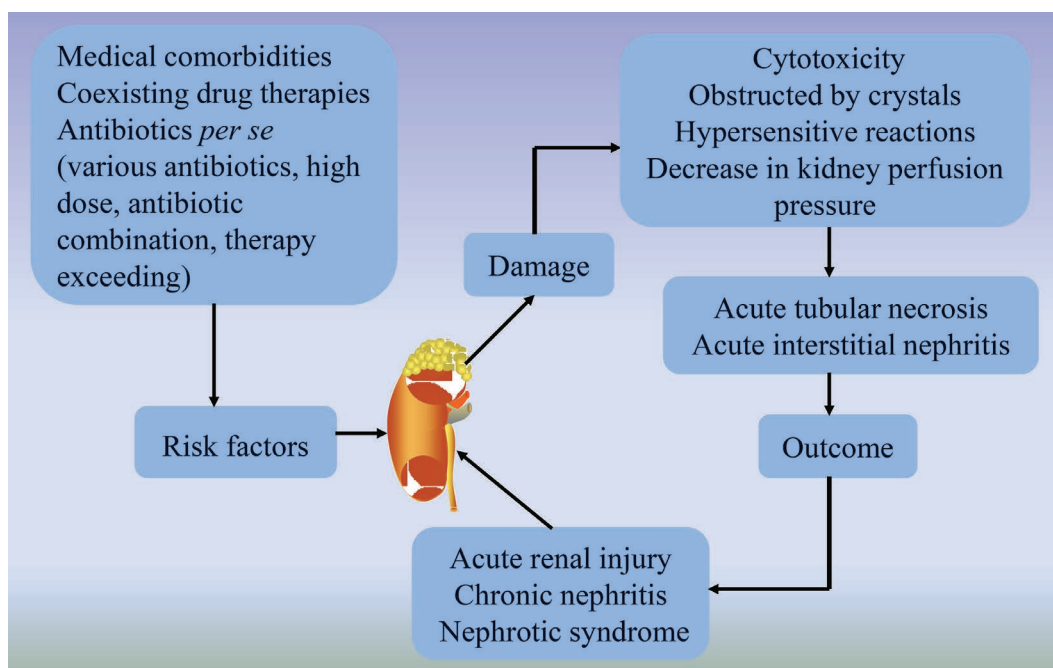 Medical comorbidities
Coexisting drug therapies
Antibiotics per se
(various antibiotics, high
dose, antibiotic
combination, therapy
exceeding)
Risk factors
Damage
Cytotoxicity
Obstructed by crystals
Hypersensitive reactions
Decrease in kidney perfusion
pressure
Acute tubular necrosis
Acute interstitial nephritis
Outcome
Acute renal injury
Chronic nephritis
Nephrotic syndrome